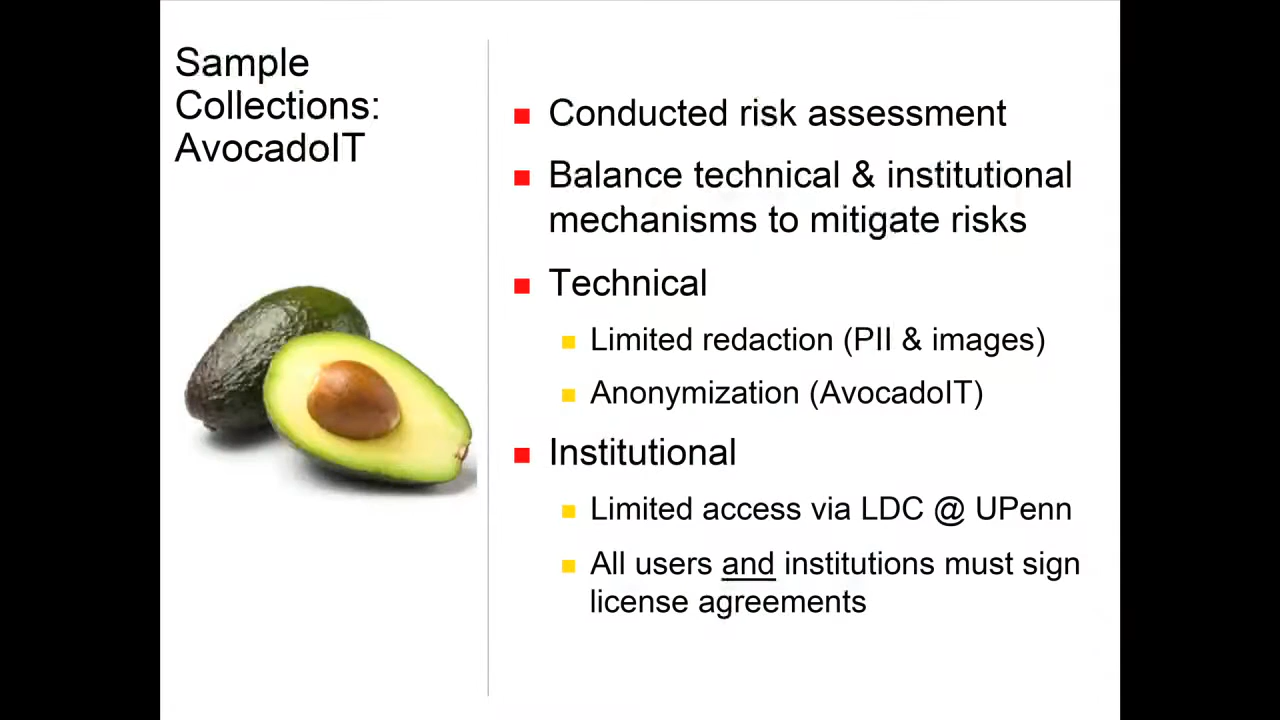 Sample
Collections:
AvocadoIT
Conducted risk assessment
Balance technical & institutional
mechanisms to mitigate risks
Technical
Limited redaction (PII & images)
Anonymization (AvocadoIT)
Institutional
Limited access via LDC @ UPenn
All users and institutions must sign
license agreements